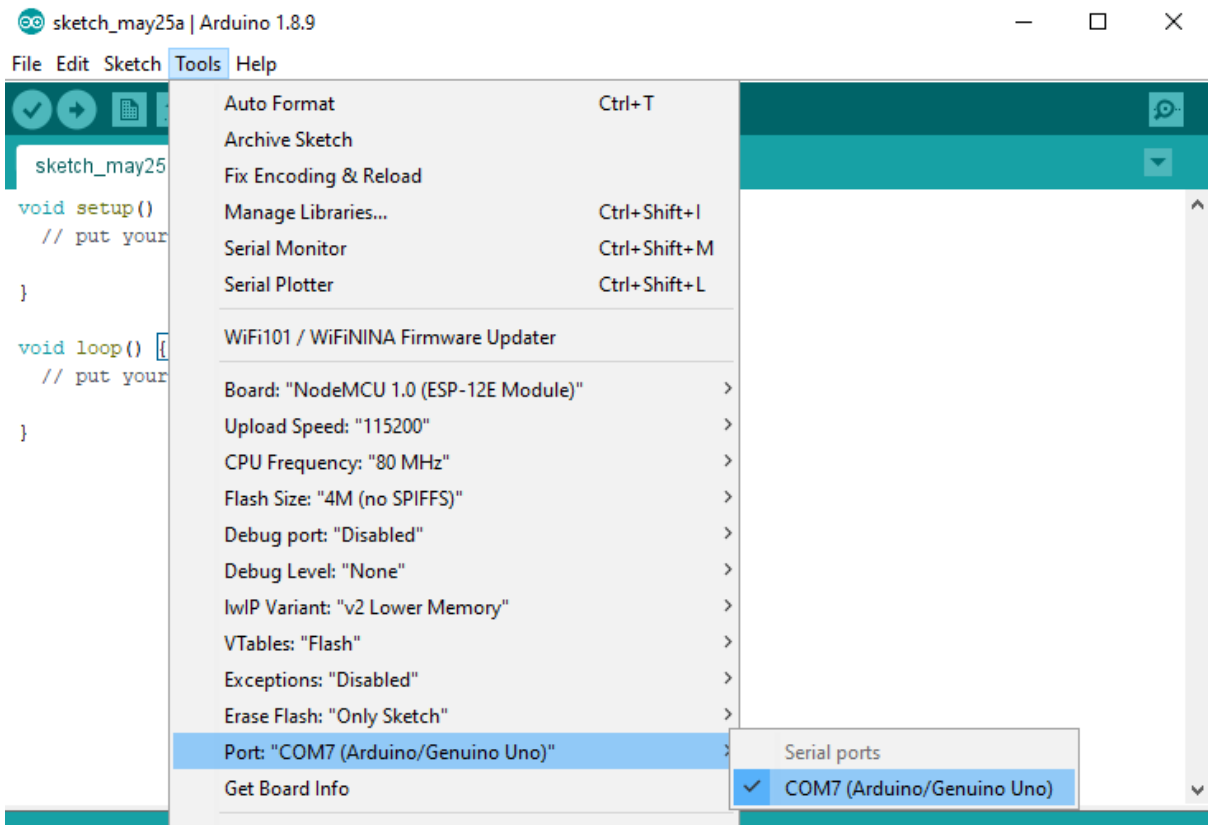 sketch_may25a | Arduino 1.8.9
File Edit Sketch Tools Help
sketch_may25
void setup()
// put your
}
void loop() {
// put your
}
Auto Format Ctrl+T
Archive Sketch
Fix Encoding & Reload
Manage Libraries... Ctrl+Shift+I
Serial Monitor Ctrl+Shift+M
Serial Plotter Ctrl+Shift+L
WiFi101 / WiFiNINA Firmware Updater
Board: "NodeMCU 1.0 (ESP-12E Module)"
Upload Speed: "115200"
CPU Frequency: "80 MHz"
Flash Size: "4M (no SPIFFS)"
Debug port: "Disabled"
Debug Level: "None"
lwIP Variant: "v2 Lower Memory"
VTables: "Flash"
Exceptions: "Disabled"
Erase Flash: "Only Sketch"
Port: "COM7 (Arduino/Genuino Uno)"
Get Board Info
Serial ports
COM7 (Arduino/Genuino Uno)